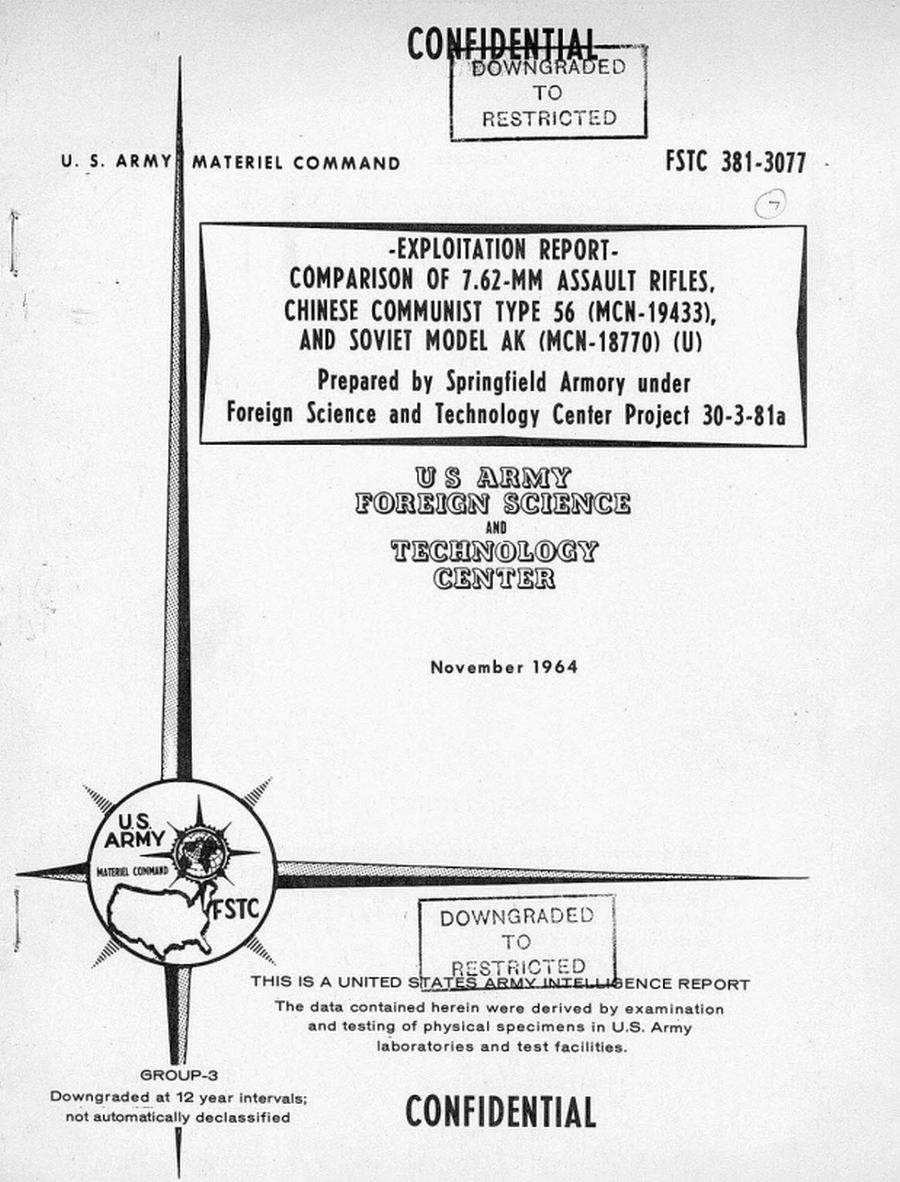 CONFIDENTIAL
DOWNGRADED
TO
RESTRICTED
U. S. ARMY MATERIEL COMMAND
FSTC 381-3077
7
-EXPLOITATION REPORT-
COMPARISON OF 7.62-MM ASSAULT RIFLES,
CHINESE COMMUNIST TYPE 56 (MCN-19433),
AND SOVIET MODEL AK (MCN-18770) (U)
Prepared by Springfield Armory under
Foreign Science and Technology Center Project 30-3-81a
U S ARMY
FOREIGN SCIENCE
AND
TECHNOLOGY
CENTER
November 1964
U.S.
ARMY
MATERIEL COMMAND
FSTC
DOWNGRADED
TO
RESTRICTED
THIS IS A UNITED STATES ARMY INTELLIGENCE REPORT
The data contained herein were derived by examination
and testing of physical specimens in U.S. Army
laboratories and test facilities.
GROUP-3
Downgraded at 12 year intervals;
not automatically declassified
CONFIDENTIAL